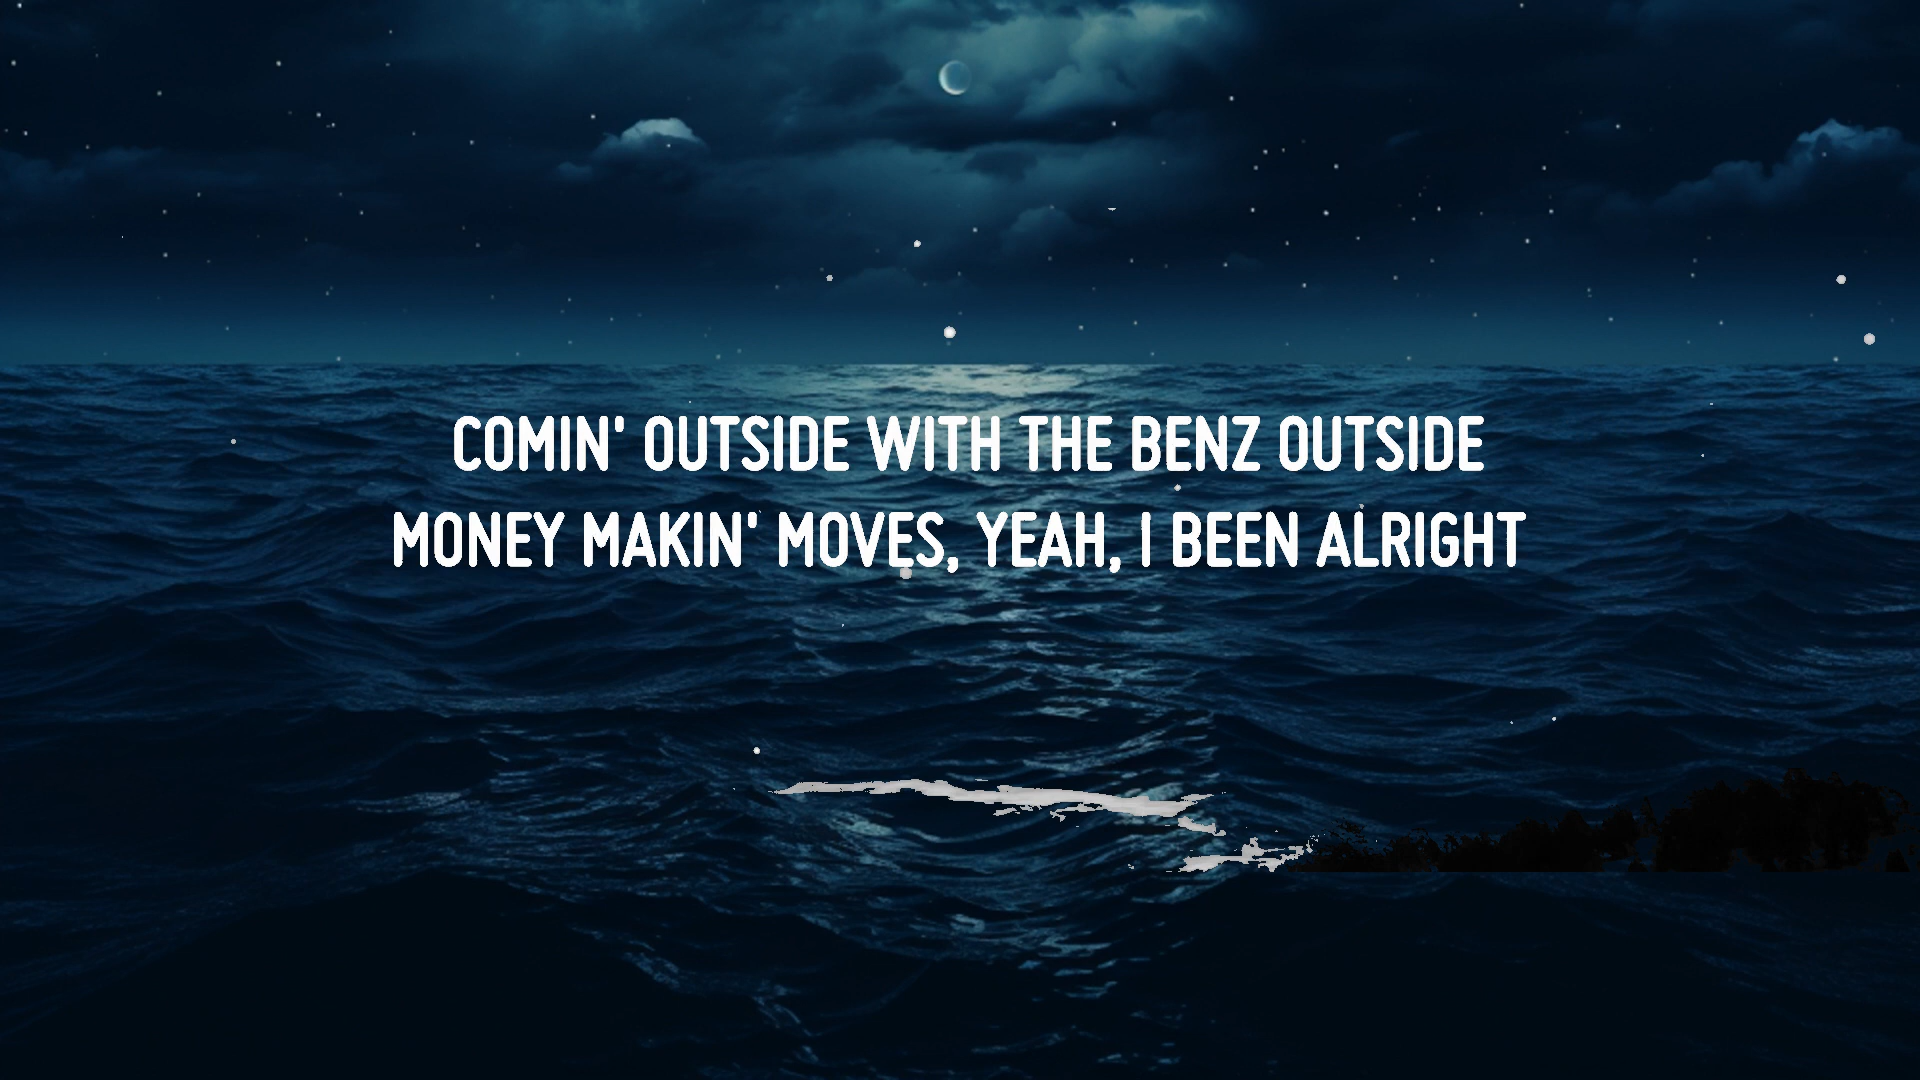 COMIN' OUTSIDE WITH THE BENZ OUTSIDE
MONEY MAKIN' MOVES, YEAH, I BEEN ALRIGHT